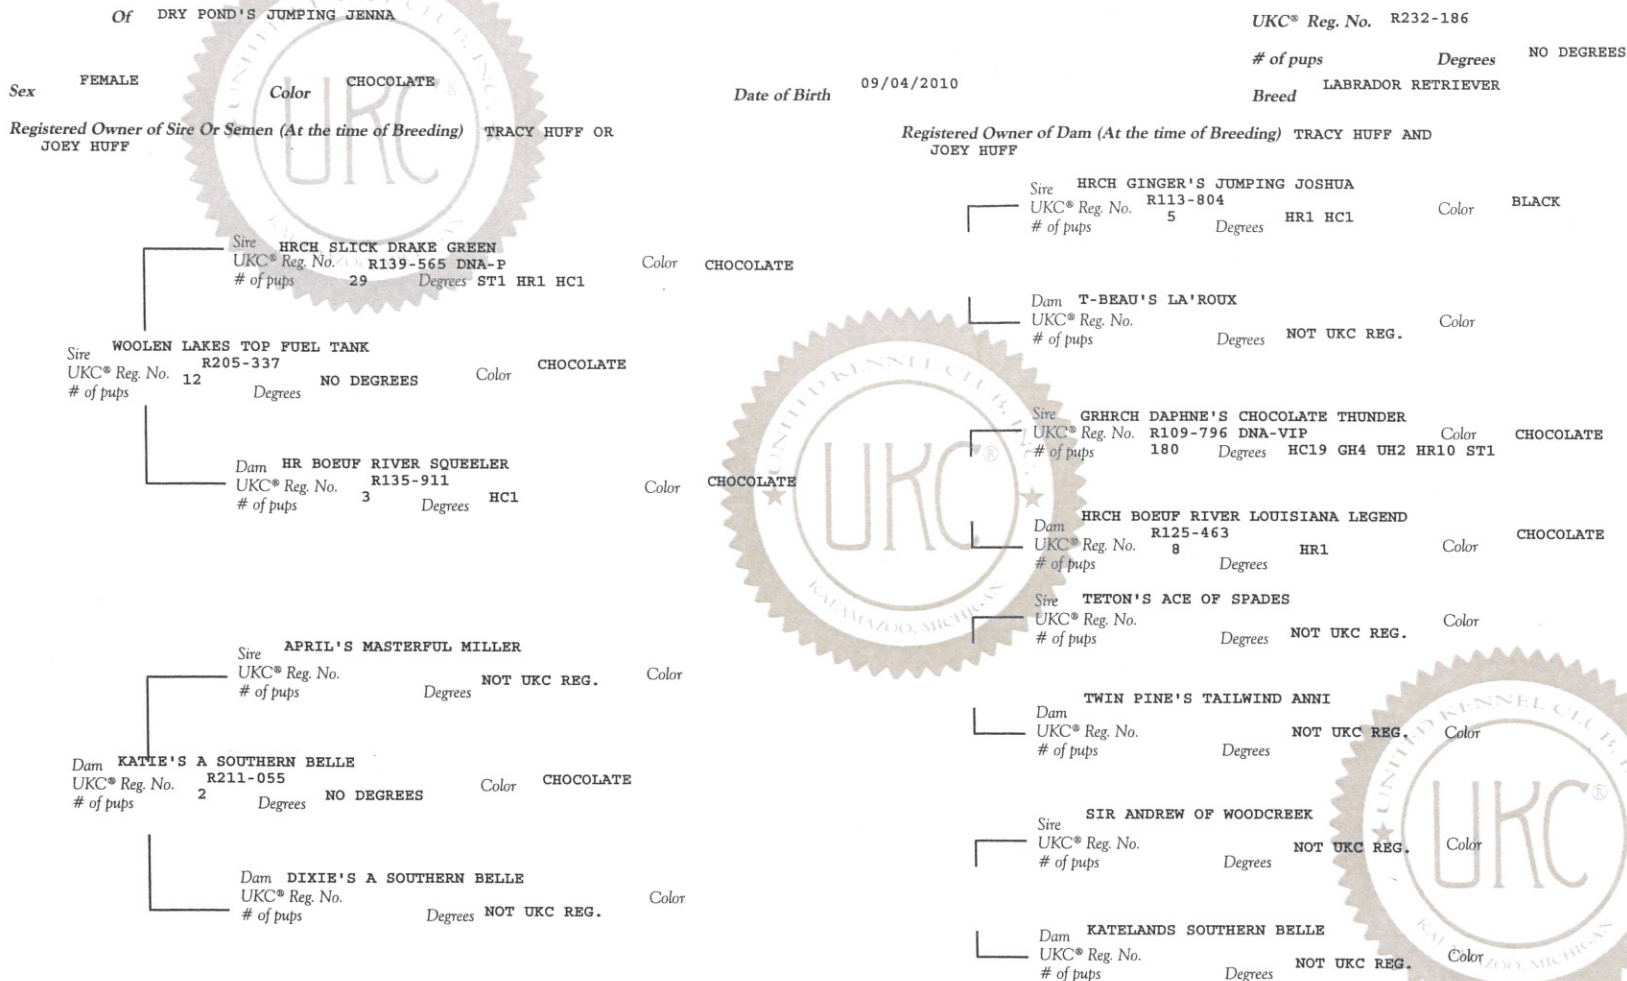 Of DRY POND'S JUMPING JENNA
UKC® Reg. No. R232-186
# of pups Degrees NO DEGREES
Sex FEMALE Color CHOCOLATE Date of Birth 09/04/2010 Breed LABRADOR RETRIEVER
Registered Owner of Sire Or Semen (At the time of Breeding) TRACY HUFF OR
JOEY HUFF
Registered Owner of Dam (At the time of Breeding) TRACY HUFF AND
JOEY HUFF
Sire WOOLEN LAKES TOP FUEL TANK
UKC® Reg. No. R205-337 Color CHOCOLATE
# of pups 12 Degrees NO DEGREES
Dam KATIE'S A SOUTHERN BELLE
UKC® Reg. No. R211-055 Color CHOCOLATE
# of pups 2 Degrees NO DEGREES
Sire HRCH SLICK DRAKE GREEN
UKC® Reg. No. R139-565 DNA-P Color CHOCOLATE
# of pups 29 Degrees ST1 HR1 HC1
Dam HR BOEUF RIVER SQUEELER
UKC® Reg. No. R135-911 Color CHOCOLATE
# of pups 3 Degrees HC1
Sire APRIL'S MASTERFUL MILLER
UKC® Reg. No. Color
# of pups Degrees NOT UKC REG.
Dam DIXIE'S A SOUTHERN BELLE
UKC® Reg. No. Color
# of pups Degrees NOT UKC REG.
Sire HRCH GINGER'S JUMPING JOSHUA
UKC® Reg. No. R113-804 Color BLACK
# of pups 5 Degrees HR1 HC1
Dam T-BEAU'S LA'ROUX
UKC® Reg. No. Color
# of pups Degrees NOT UKC REG.
Sire GRHRCH DAPHNE'S CHOCOLATE THUNDER
UKC® Reg. No. R109-796 DNA-VIP Color CHOCOLATE
# of pups 180 Degrees HC19 GH4 UH2 HR10 ST1
Dam HRCH BOEUF RIVER LOUISIANA LEGEND
UKC® Reg. No. R125-463 Color CHOCOLATE
# of pups 8 Degrees HR1
Sire TETON'S ACE OF SPADES
UKC® Reg. No. Color
# of pups Degrees NOT UKC REG.
Dam TWIN PINE'S TAILWIND ANNI
UKC® Reg. No. Color
# of pups Degrees NOT UKC REG.
Sire SIR ANDREW OF WOODCREEK
UKC® Reg. No. Color
# of pups Degrees NOT UKC REG.
Dam KATELANDS SOUTHERN BELLE
UKC® Reg. No. Color
# of pups Degrees NOT UKC REG.
UKC
UNITED KENNEL CLUB, INC.
UKC®
KALAMAZOO, MICHIGAN
UNITED KENNEL CLUB
UKC®
KALAMAZOO, MICHIGAN